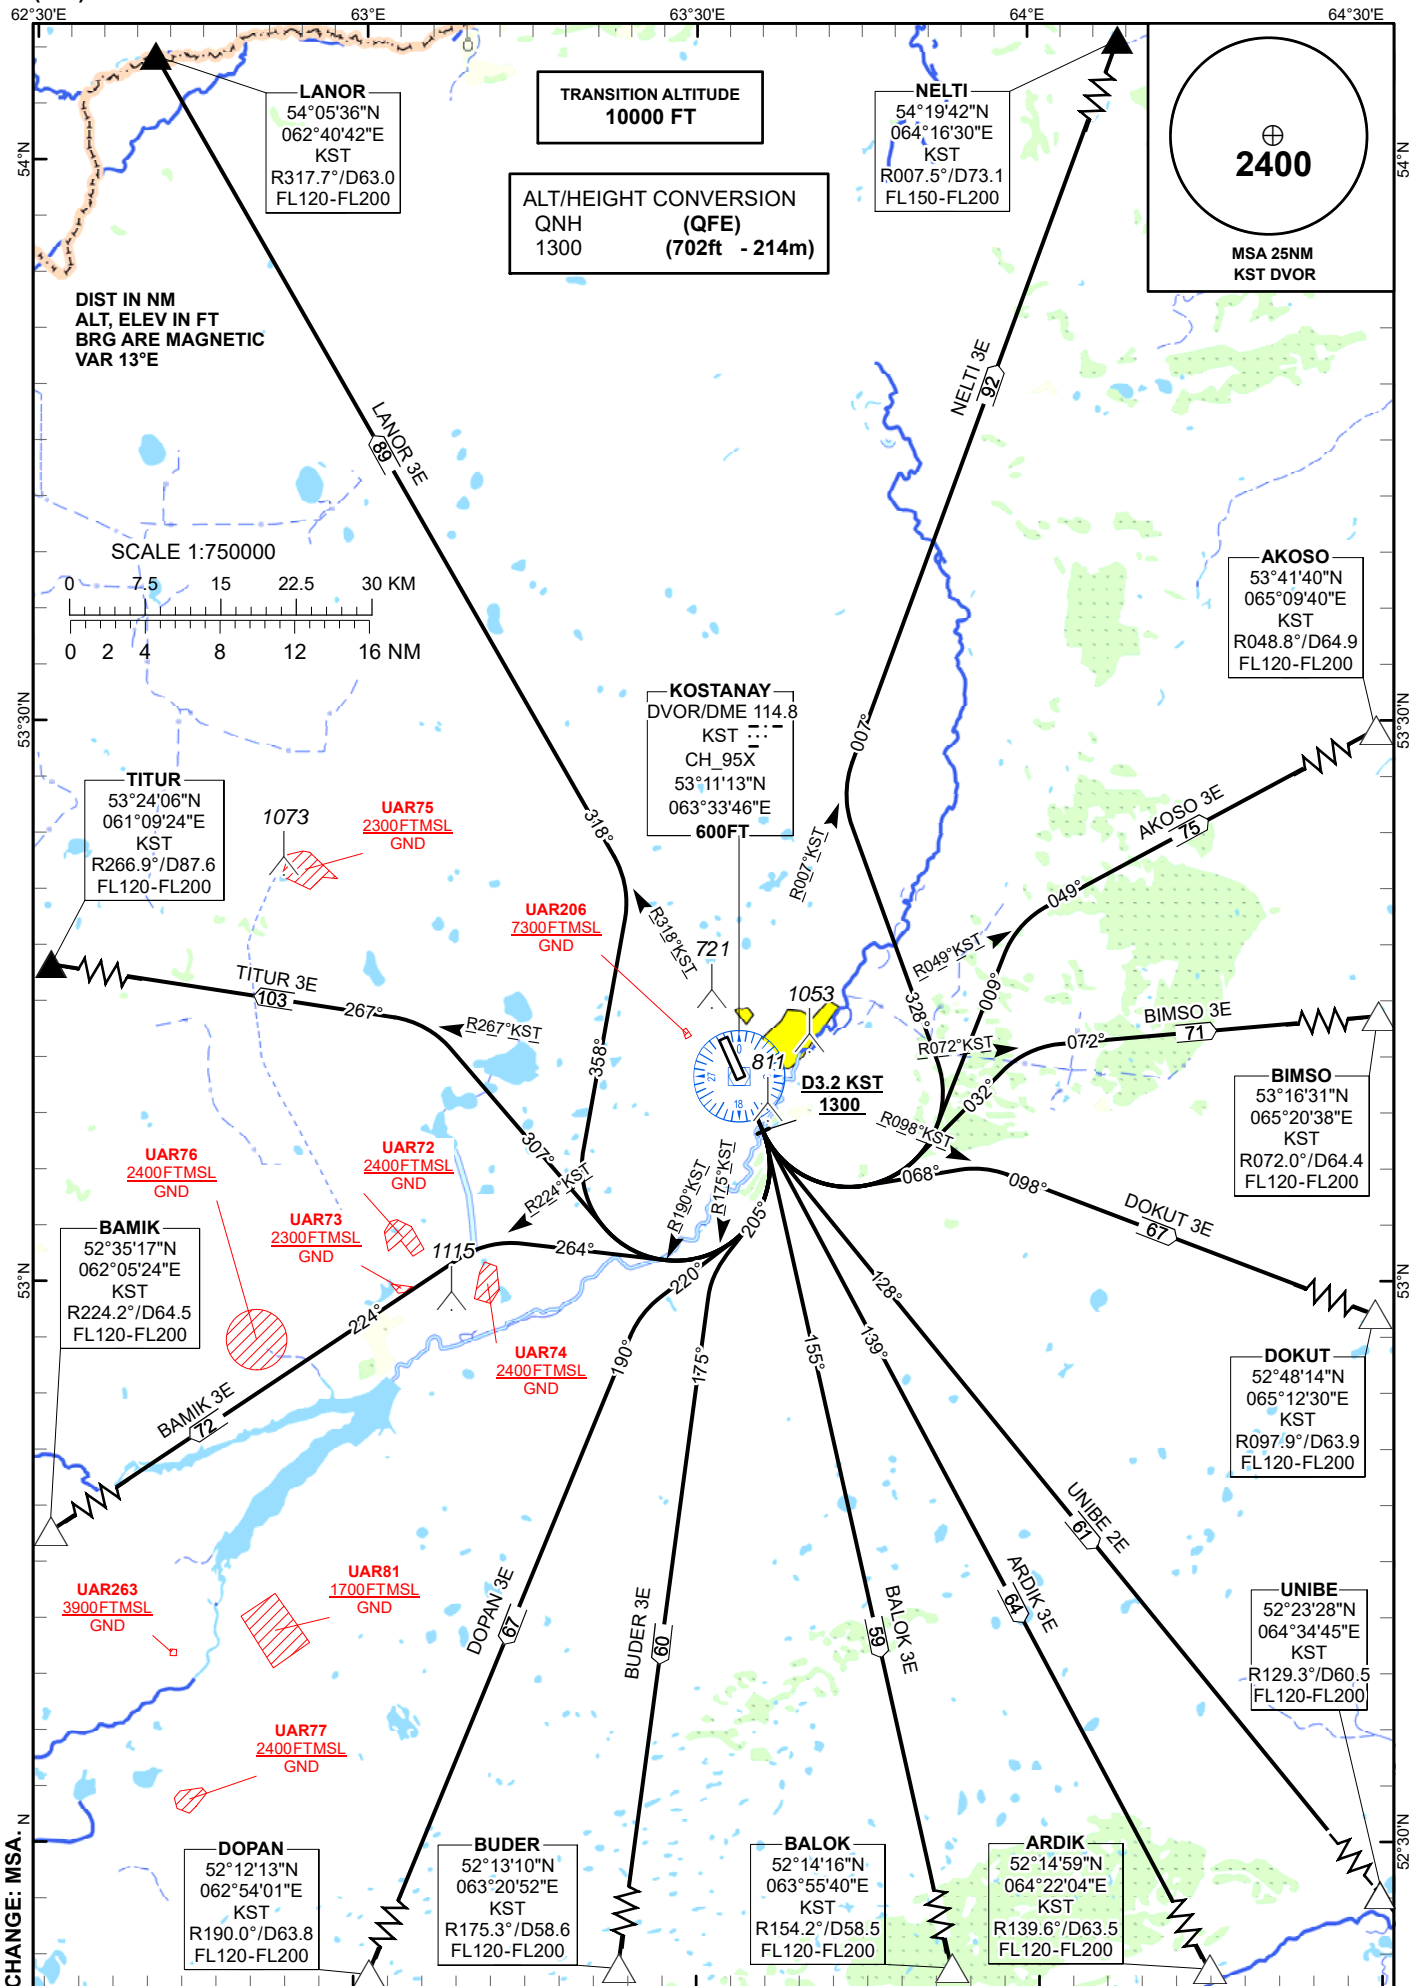 62°30'E
63°E
63°30'E
64°E
64°30'E
LANOR
54°05'36"N
062°40'42"E
KST
R317.7°/D63.0
FL120-FL200
TRANSITION ALTITUDE
10000 FT
ALT/HEIGHT CONVERSION
QNH (QFE)
1300 (702ft - 214m)
NELTI
54°19'42"N
064°16'30"E
KST
R007.5°/D73.1
FL150-FL200
2400
MSA 25NM
KST DVOR
54°N
54°N
DIST IN NM
ALT, ELEV IN FT
BRG ARE MAGNETIC
VAR 13°E
LANOR 3E
89
NELTI 3E
92
SCALE 1:750000
0 7.5 15 22.5 30 KM
0 2 4 8 12 16 NM
AKOSO
53°41'40"N
065°09'40"E
KST
R048.8°/D64.9
FL120-FL200
53°30'N
53°30'N
KOSTANAY
DVOR/DME 114.8
KST
CH_95X
53°11'13"N
063°33'46"E
600FT
007°
R007°KST
TITUR
53°24'06"N
061°09'24"E
KST
R266.9°/D87.6
FL120-FL200
1073
UAR75
2300FTMSL
GND
318°
R318°KST
AKOSO 3E
75
049°
R049°KST
UAR206
7300FTMSL
GND
721
1053
811
0
18
27
D3.2 KST
1300
TITUR 3E
103
267°
R267°KST
358°
328°
009°
R072°KST
072°
BIMSO 3E
71
032°
BIMSO
53°16'31"N
065°20'38"E
KST
R072.0°/D64.4
FL120-FL200
R098°KST
068°
098°
DOKUT 3E
67
307°
R224°KST
R190°KST
R175°KST
205°
UAR76
2400FTMSL
GND
UAR72
2400FTMSL
GND
UAR73
2300FTMSL
GND
1115
264°
220°
BAMIK
52°35'17"N
062°05'24"E
KST
R224.2°/D64.5
FL120-FL200
53°N
53°N
224°
UAR74
2400FTMSL
GND
190°
175°
155°
139°
128°
DOKUT
52°48'14"N
065°12'30"E
KST
R097.9°/D63.9
FL120-FL200
BAMIK 3E
72
UNIBE 2E
61
UAR263
3900FTMSL
GND
UAR81
1700FTMSL
GND
DOPAN 3E
67
BUDER 3E
60
BALOK 3E
59
ARDIK 3E
64
UNIBE
52°23'28"N
064°34'45"E
KST
R129.3°/D60.5
FL120-FL200
UAR77
2400FTMSL
GND
N
52°30'N
DOPAN
52°12'13"N
062°54'01"E
KST
R190.0°/D63.8
FL120-FL200
BUDER
52°13'10"N
063°20'52"E
KST
R175.3°/D58.6
FL120-FL200
BALOK
52°14'16"N
063°55'40"E
KST
R154.2°/D58.5
FL120-FL200
ARDIK
52°14'59"N
064°22'04"E
KST
R139.6°/D63.5
FL120-FL200
CHANGE: MSA.